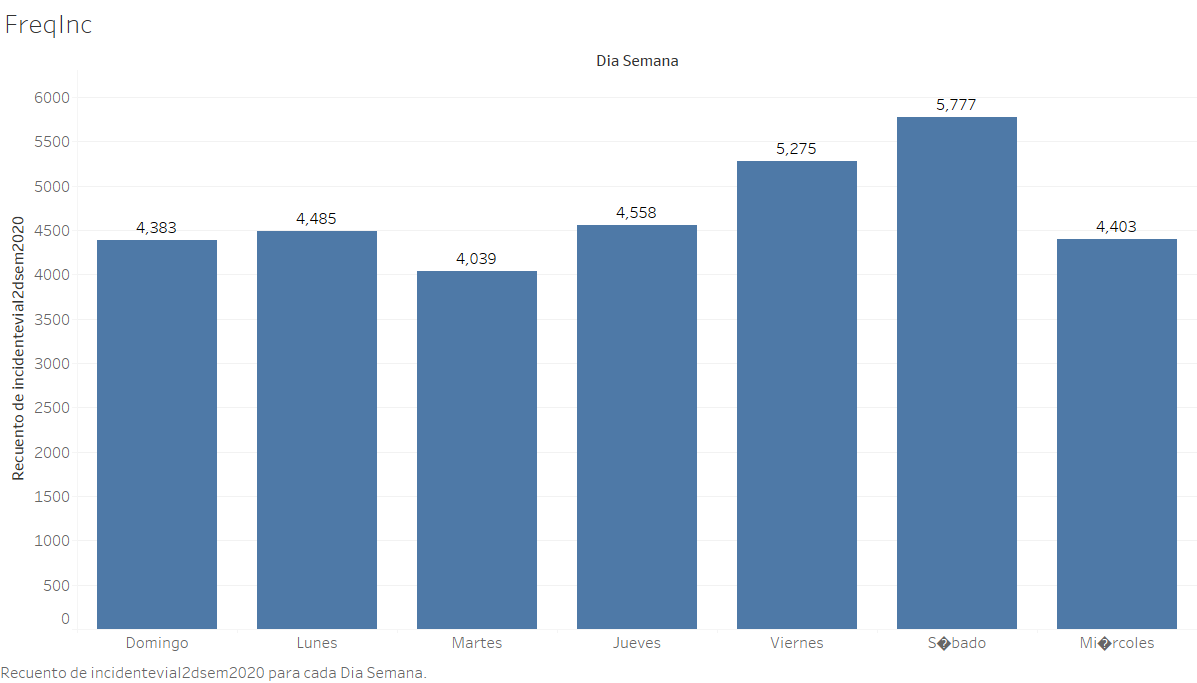 FreqInc
Dia Semana
Recuento de incidentevial2dsem2020
6000
5500
5000
4500
4000
3500
3000
2500
2000
1500
1000
500
0
4,383
4,485
4,039
4,558
5,275
5,777
4,403
Domingo
Lunes
Martes
Jueves
Viernes
S�bado
Mi�rcoles
Recuento de incidentevial2dsem2020 para cada Dia Semana.